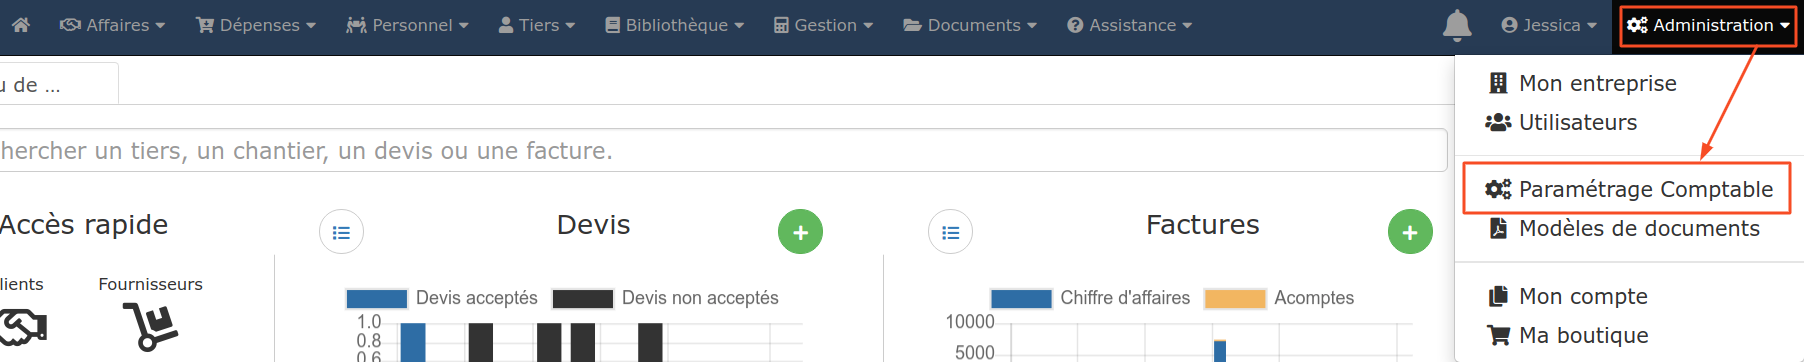 Affaires Dépenses Personnel Tiers Bibliothèque Gestion Documents Assistance Jessica Administration
u de ...
hercher un tiers, un chantier, un devis ou une facture.
Mon entreprise
Utilisateurs
Paramétrage Comptable
Modèles de documents
Mon compte
Ma boutique
Accès rapide
lients
Fournisseurs
Devis
Devis acceptés Devis non acceptés
1.0
0.8
0.6
Factures
Chiffre d'affaires Acomptes
10000
5000